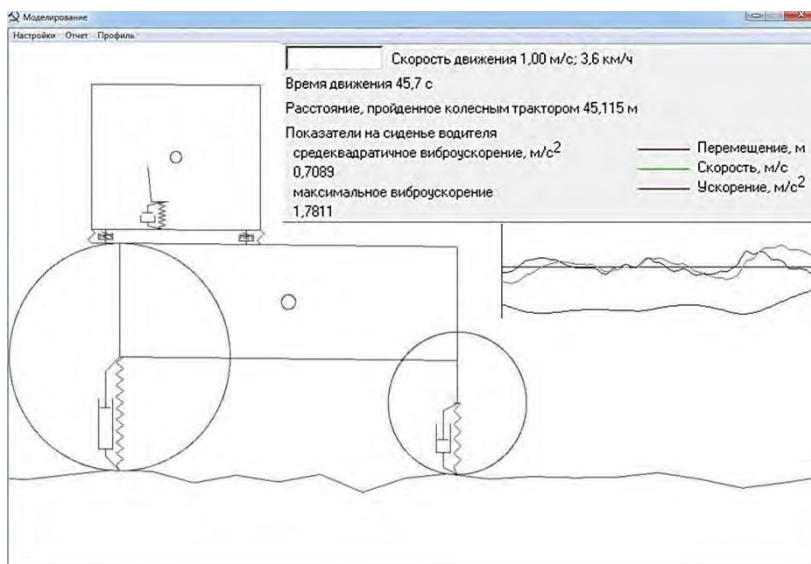 Моделирование
Настройки Отчет Профиль
Скорость движения 1,00 м/с; 3,6 км/ч
Время движения 45,7 с
Расстояние, пройденное колесным трактором 45,115 м
Показатели на сиденье водителя
средеквадратичное виброускорение, м/с²
0,7089
максимальное виброускорение
1,7811
Перемещение, м
Скорость, м/с
Ускорение, м/с²